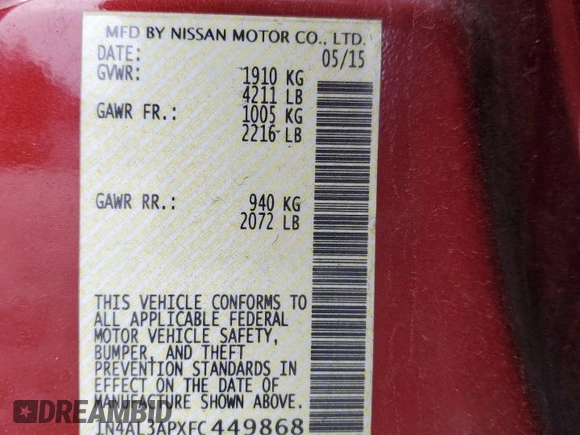 MFD BY NISSAN MOTOR CO., LTD.
DATE: 05/15
GVWR: 1910 KG
4211 LB
GAWR FR.: 1005 KG
2216 LB
GAWR RR.: 940 KG
2072 LB
THIS VEHICLE CONFORMS TO
ALL APPLICABLE FEDERAL
MOTOR VEHICLE SAFETY,
BUMPER, AND THEFT
PREVENTION STANDARDS IN
EFFECT ON THE DATE OF
MANUFACTURE SHOWN ABOVE.
1N4AL3APXFC449868
DREAMBID